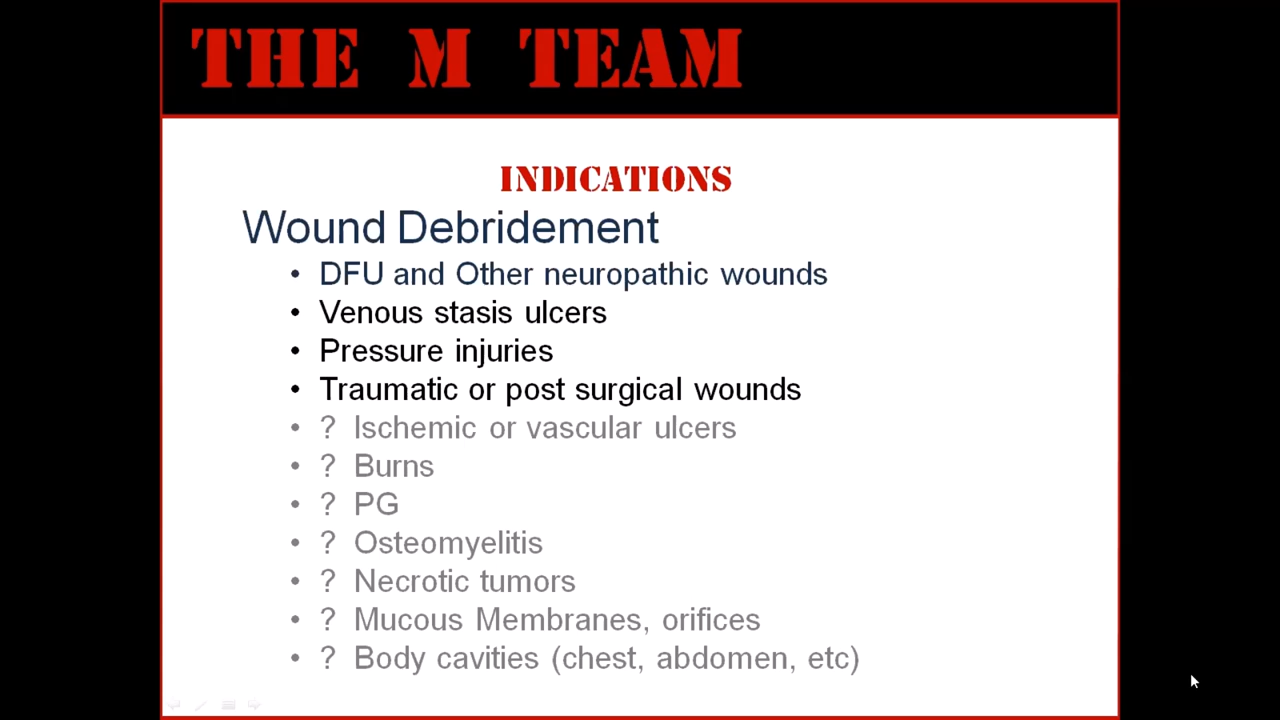 THE M TEAM
INDICATIONS
Wound Debridement
• DFU and Other neuropathic wounds
• Venous stasis ulcers
• Pressure injuries
• Traumatic or post surgical wounds
• ? Ischemic or vascular ulcers
• ? Burns
• ? PG
• ? Osteomyelitis
• ? Necrotic tumors
• ? Mucous Membranes, orifices
• ? Body cavities (chest, abdomen, etc)